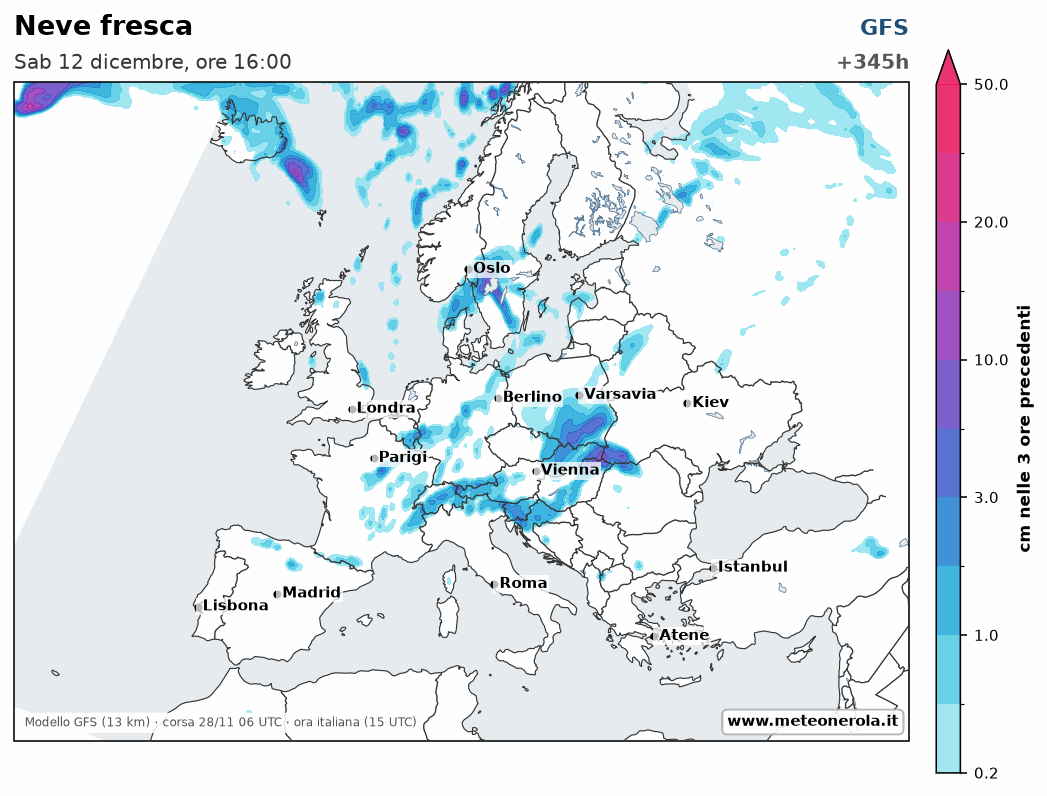 Neve fresca
GFS
Sab 12 dicembre, ore 16:00
+345h
50.0
20.0
10.0
3.0
1.0
0.2
cm nelle 3 ore precedenti
Oslo
Berlino
Varsavia
Kiev
Londra
Parigi
Vienna
Istanbul
Roma
Madrid
Lisbona
Atene
Modello GFS (13 km) · corsa 28/11 06 UTC · ora italiana (15 UTC)
www.meteonerola.it